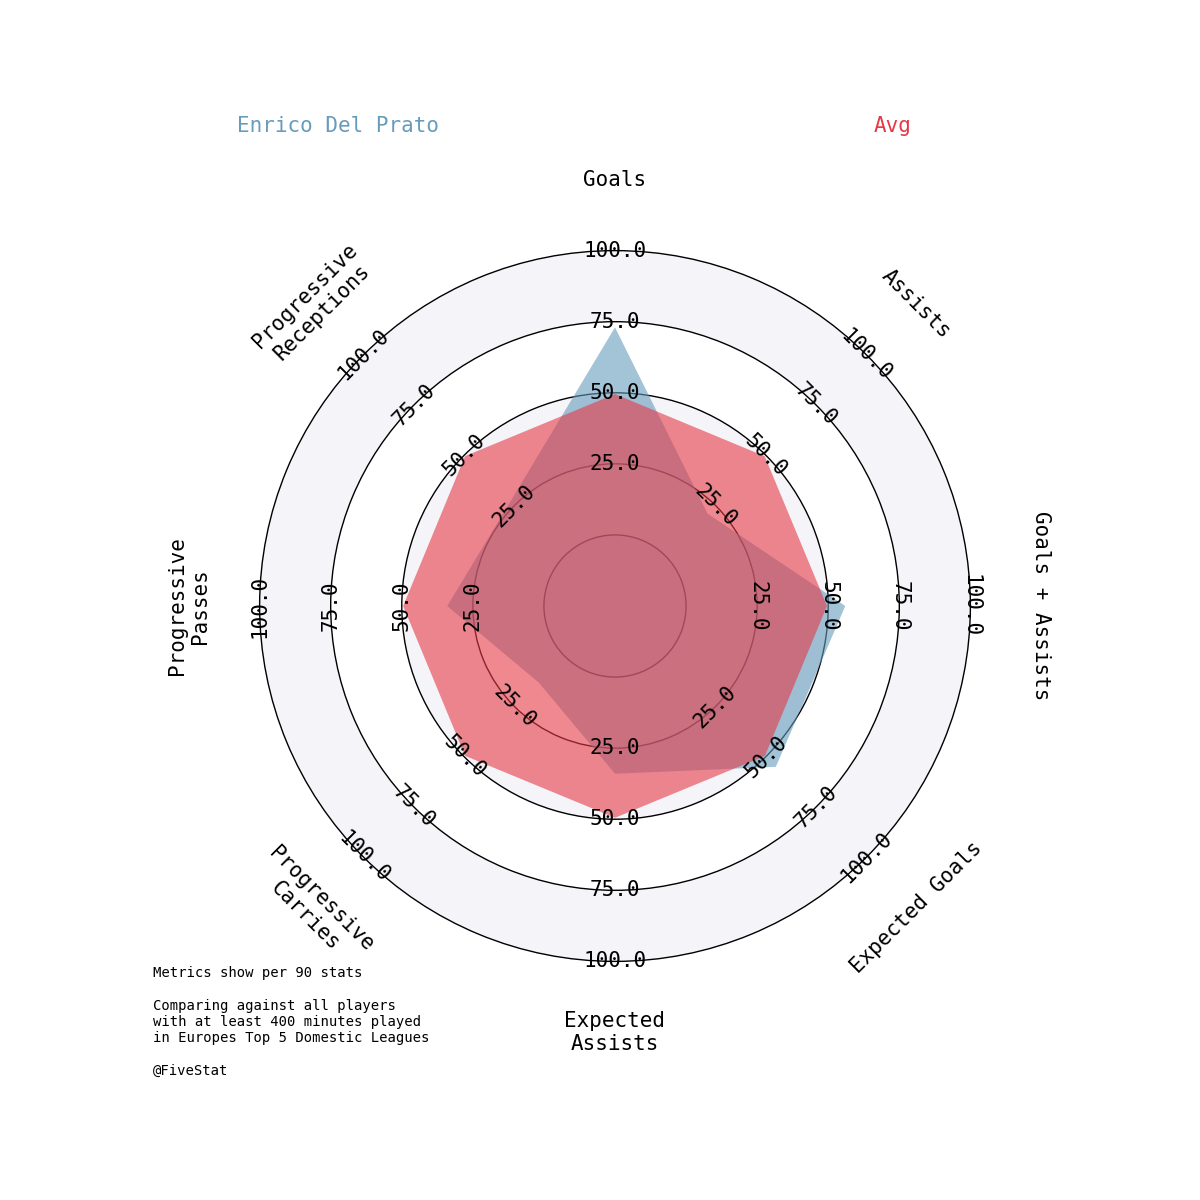 Enrico Del Prato
Avg
Goals
Progressive
Receptions
Assists
100.0
100.0
100.0
75.0
75.0
75.0
50.0
50.0
50.0
25.0
25.0
25.0
Progressive
Passes
100.0
75.0
50.0
25.0
25.0
50.0
75.0
100.0
Goals + Assists
25.0
25.0
25.0
50.0
50.0
50.0
75.0
75.0
75.0
100.0
100.0
100.0
Progressive
Carries
Expected Goals
Expected
Assists
Metrics show per 90 stats
Comparing against all players
with at least 400 minutes played
in Europes Top 5 Domestic Leagues
@FiveStat